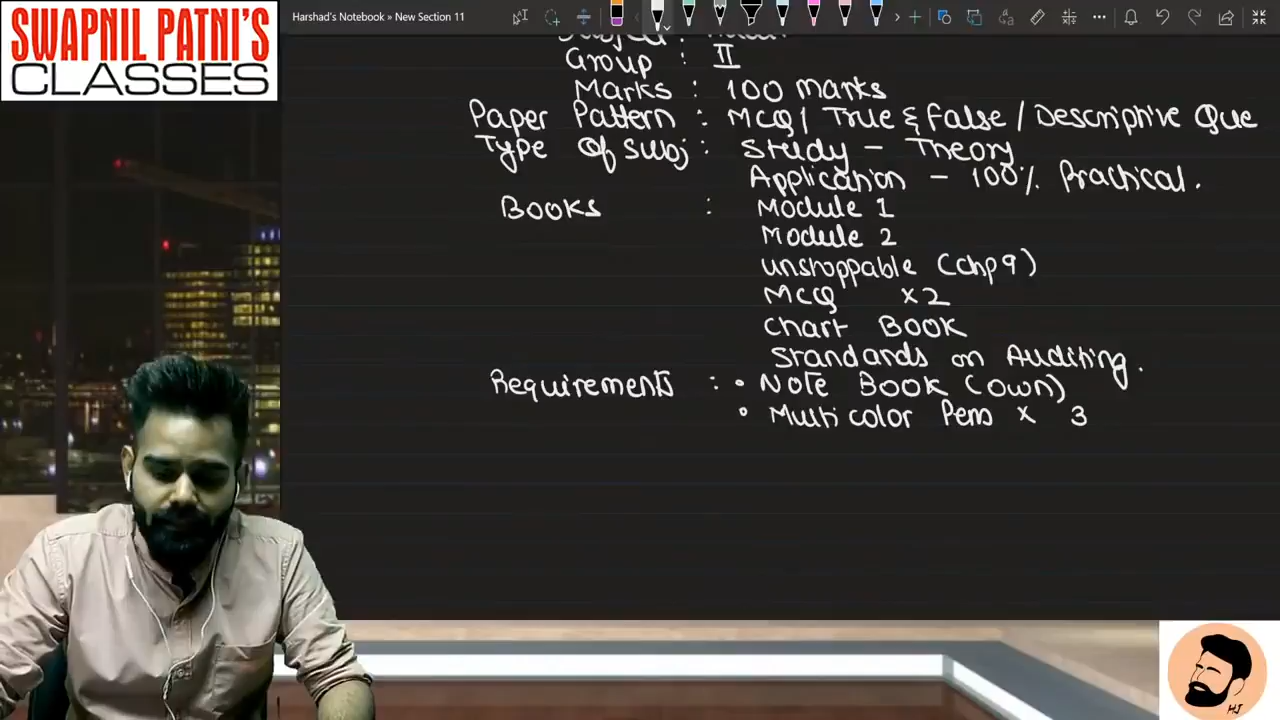 SWAPNIL PATNI'S
CLASSES
Harshad's Notebook » New Section 11
Subject :
Group : II
Marks : 100 Marks
Paper Pattern : MCQ / True & False / Descriptive Que
Type Of Subj : Study - Theory
Application - 100% Practical.
Books : Module 1
Module 2
Unstoppable (chp 9)
MCQ x2
Chart Book
Standards on Auditing.
Requirements : • Note Book (own)
• Multicolor Pens x 3
HJ